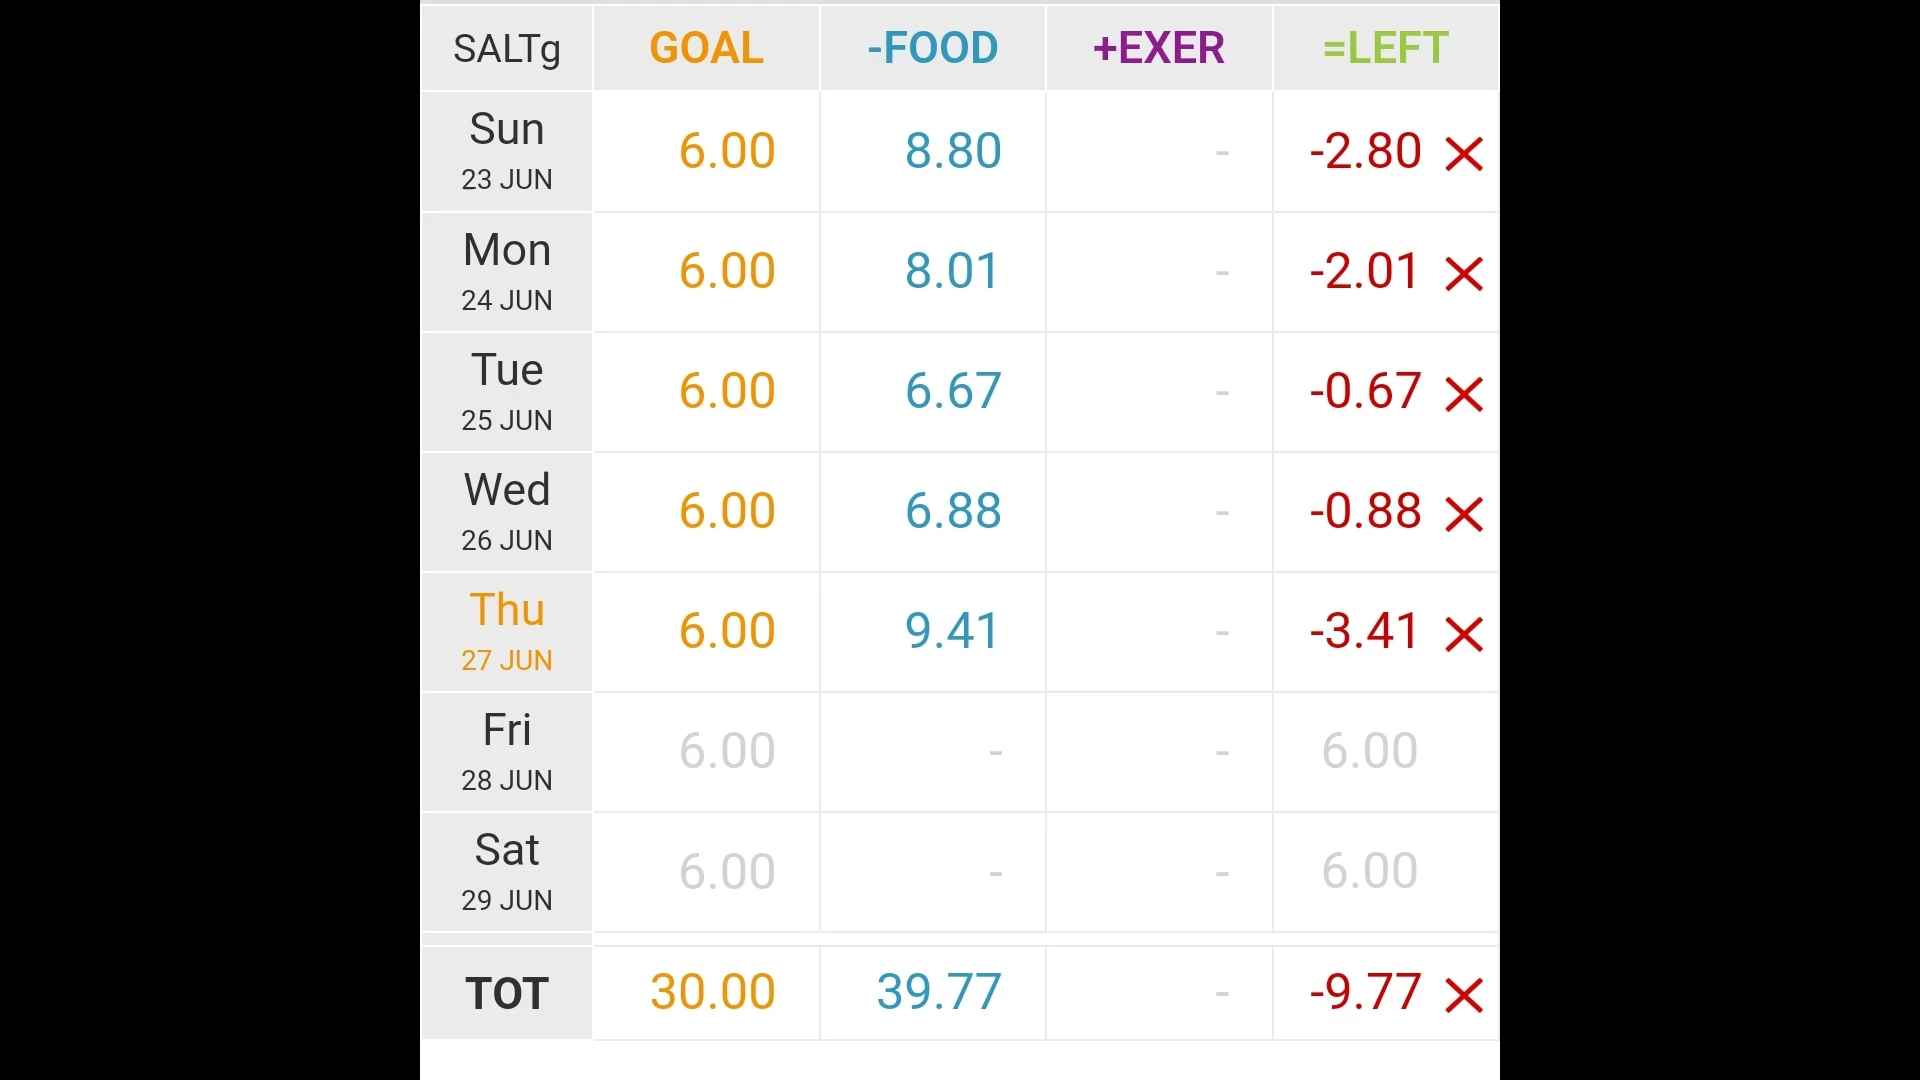 SALTg GOAL -FOOD +EXER =LEFT
Sun
23 JUN 6.00 8.80 - -2.80
Mon
24 JUN 6.00 8.01 - -2.01
Tue
25 JUN 6.00 6.67 - -0.67
Wed
26 JUN 6.00 6.88 - -0.88
Thu
27 JUN 6.00 9.41 - -3.41
Fri
28 JUN 6.00 - - 6.00
Sat
29 JUN 6.00 - - 6.00
TOT 30.00 39.77 - -9.77